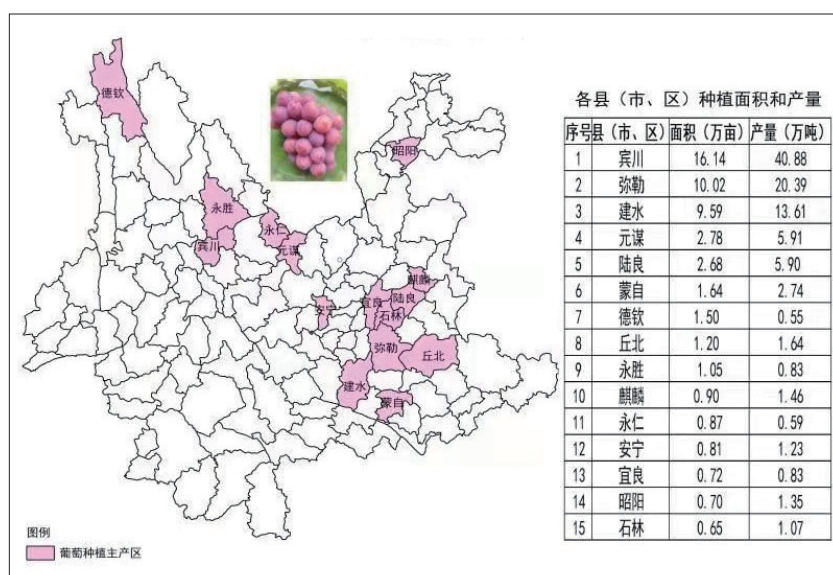 德钦
昭阳
永胜
永仁
宾川
元谋
麒麟
安宁
宜良
陆良
石林
弥勒
丘北
建水
蒙自
图例
葡萄种植主产区
各县（市、区）种植面积和产量
序号 县（市、区） 面积（万亩） 产量（万吨）
1 宾川 16.14 40.88
2 弥勒 10.02 20.39
3 建水 9.59 13.61
4 元谋 2.78 5.91
5 陆良 2.68 5.90
6 蒙自 1.64 2.74
7 德钦 1.50 0.55
8 丘北 1.20 1.64
9 永胜 1.05 0.83
10 麒麟 0.90 1.46
11 永仁 0.87 0.59
12 安宁 0.81 1.23
13 宜良 0.72 0.83
14 昭阳 0.70 1.35
15 石林 0.65 1.07